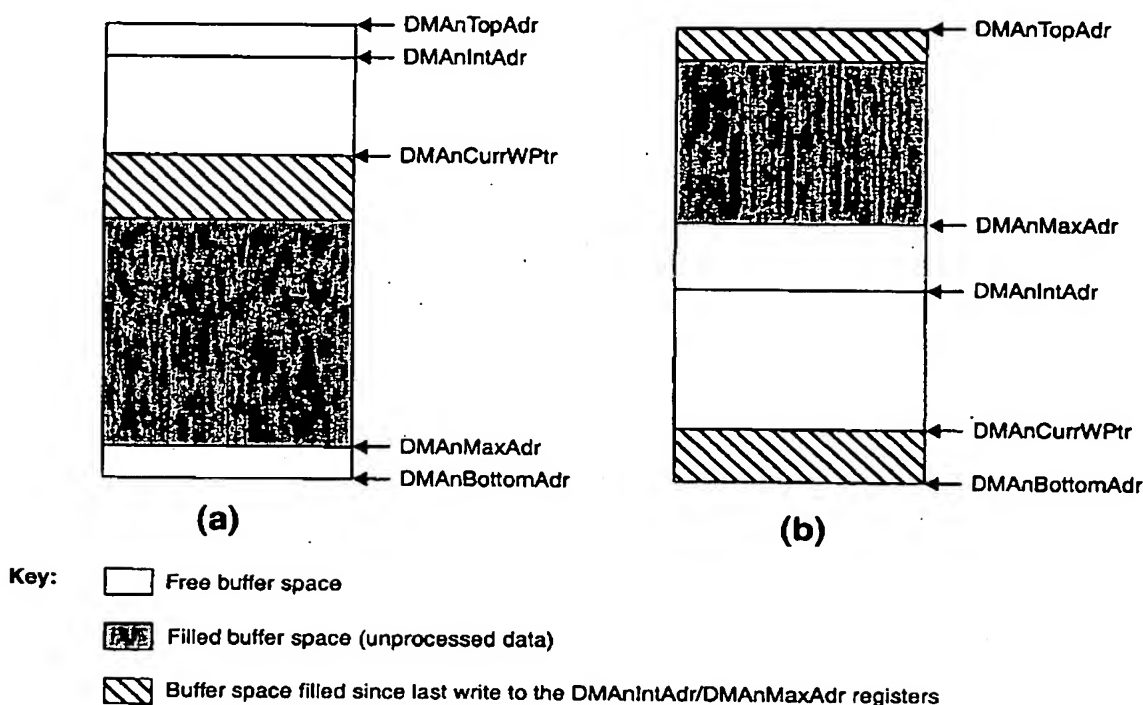 DMAnTopAdr
DMAnIntAdr
DMAnCurrWPtr
DMAnMaxAdr
DMAnBottomAdr
(a)
DMAnTopAdr
DMAnMaxAdr
DMAnIntAdr
DMAnCurrWPtr
DMAnBottomAdr
(b)
Key:
Free buffer space
Filled buffer space (unprocessed data)
Buffer space filled since last write to the DMAnIntAdr/DMAnMaxAdr registers